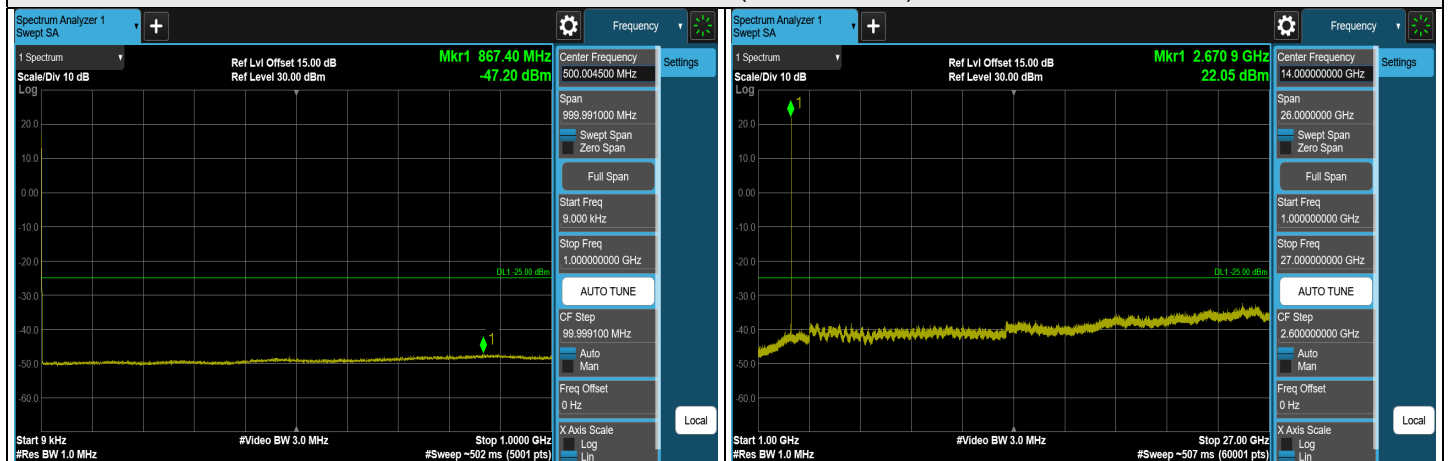 Spectrum Analyzer 1
Swept SA
+
Frequency
1 Spectrum
Ref Lvl Offset 15.00 dB
Mkr1 867.40 MHz
Scale/Div 10 dB
Ref Level 30.00 dBm
-47.20 dBm
Log
20.0
10.0
0.00
-10.0
-20.0
-30.0
-40.0
-50.0
-60.0
DL1 -25.00 dBm
1
Start 9 kHz
#Video BW 3.0 MHz
Stop 1.0000 GHz
#Res BW 1.0 MHz
#Sweep ~502 ms (5001 pts)
Center Frequency
500.004500 MHz
Settings
Span
999.991000 MHz
Swept Span
Zero Span
Full Span
Start Freq
9.000 kHz
Stop Freq
1.000000000 GHz
AUTO TUNE
CF Step
99.999100 MHz
Auto
Man
Freq Offset
0 Hz
X Axis Scale
Log
Lin
Local
Spectrum Analyzer 1
Swept SA
+
Frequency
1 Spectrum
Ref Lvl Offset 15.00 dB
Mkr1 2.670 9 GHz
Scale/Div 10 dB
Ref Level 30.00 dBm
22.05 dBm
Log
1
20.0
10.0
0.00
-10.0
-20.0
-30.0
-40.0
-50.0
-60.0
DL1 -25.00 dBm
Start 1.00 GHz
#Video BW 3.0 MHz
Stop 27.00 GHz
#Res BW 1.0 MHz
#Sweep ~507 ms (60001 pts)
Center Frequency
14.000000000 GHz
Settings
Span
26.0000000 GHz
Swept Span
Zero Span
Full Span
Start Freq
1.000000000 GHz
Stop Freq
27.000000000 GHz
AUTO TUNE
CF Step
2.600000000 GHz
Auto
Man
Freq Offset
0 Hz
X Axis Scale
Log
Lin
Local